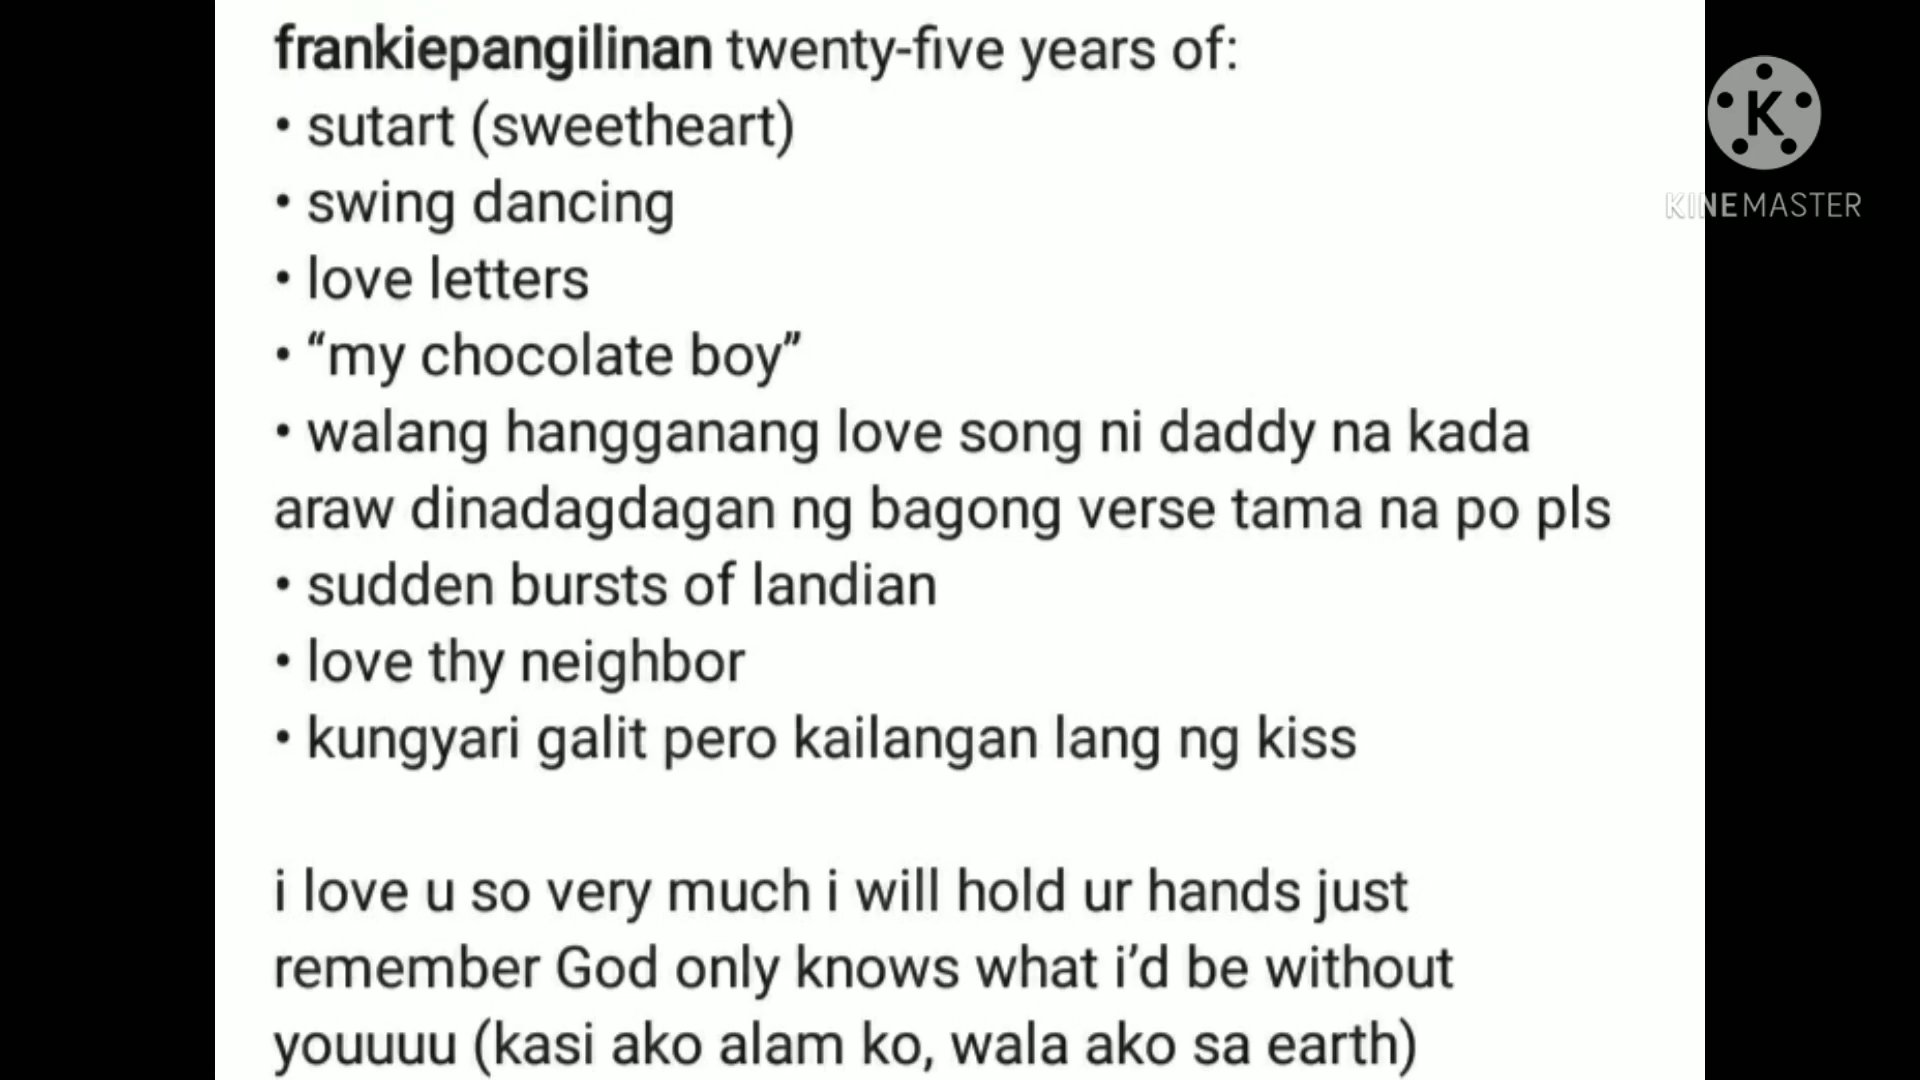 frankiepangilinan twenty-five years of:
• sutart (sweetheart)
• swing dancing
• love letters
• “my chocolate boy”
• walang hangganang love song ni daddy na kada
araw dinadagdagan ng bagong verse tama na po pls
• sudden bursts of landian
• love thy neighbor
• kungyari galit pero kailangan lang ng kiss
i love u so very much i will hold ur hands just
remember God only knows what i’d be without
youuuu (kasi ako alam ko, wala ako sa earth)
K
KINEMASTER